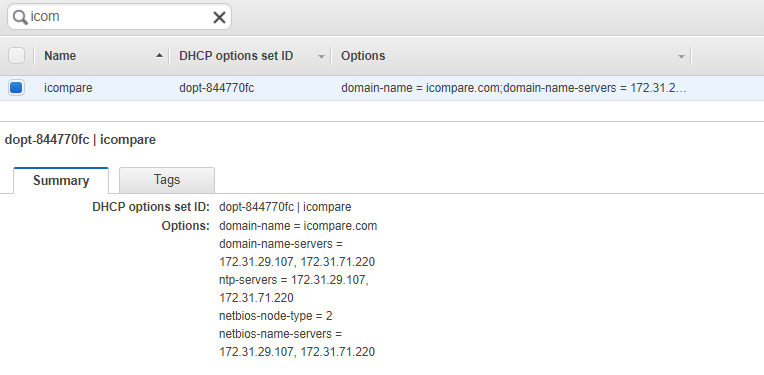 icom
Name DHCP options set ID Options
icompare dopt-844770fc domain-name = icompare.com;domain-name-servers = 172.31.2…
dopt-844770fc | icompare
Summary Tags
DHCP options set ID: dopt-844770fc | icompare
Options: domain-name = icompare.com
domain-name-servers =
172.31.29.107, 172.31.71.220
ntp-servers = 172.31.29.107,
172.31.71.220
netbios-node-type = 2
netbios-name-servers =
172.31.29.107, 172.31.71.220